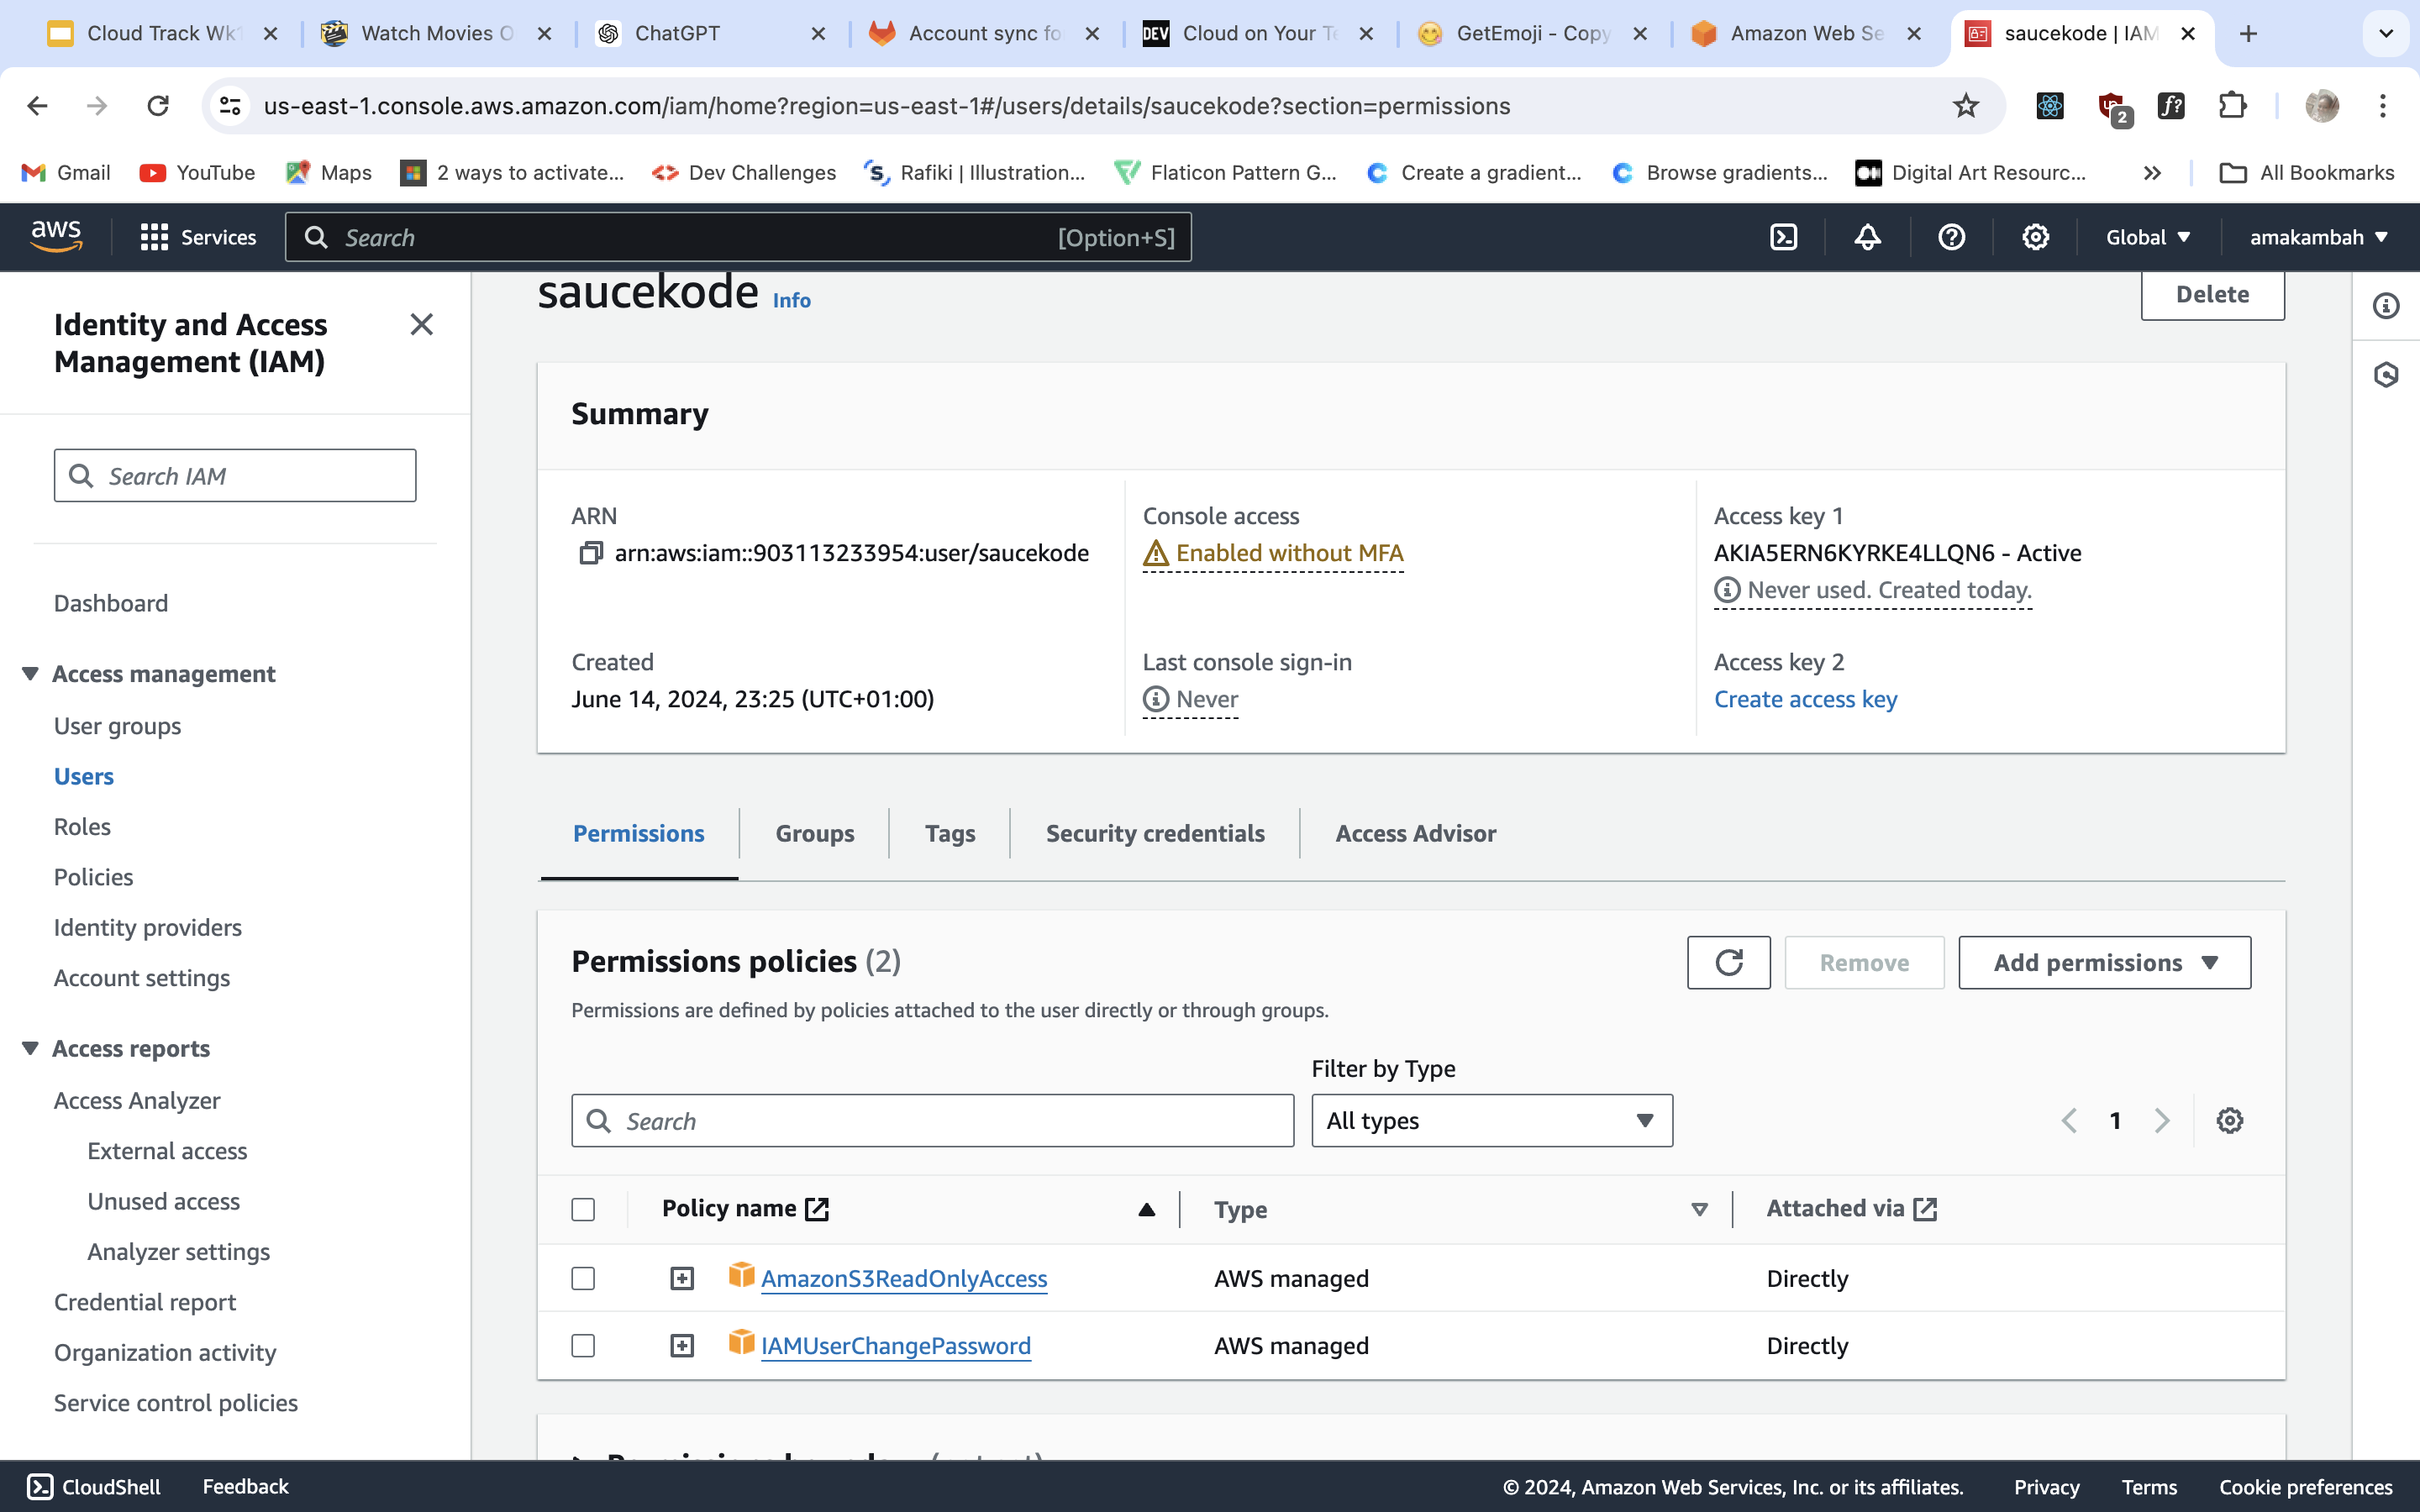 Cloud Track Wk1
Watch Movies O
ChatGPT
Account sync fo
DEV Cloud on Your Te
GetEmoji - Copy
Amazon Web Se
saucekode | IAM
us-east-1.console.aws.amazon.com/iam/home?region=us-east-1#/users/details/saucekode?section=permissions
2
f?
Gmail
YouTube
Maps
2 ways to activate...
Dev Challenges
Rafiki | Illustration...
Flaticon Pattern G...
Create a gradient...
Browse gradients...
Digital Art Resourc...
All Bookmarks
aws
Services
Search
[Option+S]
Global
amakambah
Identity and Access
Management (IAM)
Search IAM
Dashboard
Access management
User groups
Users
Roles
Policies
Identity providers
Account settings
Access reports
Access Analyzer
External access
Unused access
Analyzer settings
Credential report
Organization activity
Service control policies
saucekode Info
Delete
Summary
ARN
arn:aws:iam::903113233954:user/saucekode
Console access
Enabled without MFA
Access key 1
AKIA5ERN6KYRKE4LLQN6 - Active
Never used. Created today.
Created
June 14, 2024, 23:25 (UTC+01:00)
Last console sign-in
Never
Access key 2
Create access key
Permissions
Groups
Tags
Security credentials
Access Advisor
Permissions policies (2)
Remove
Add permissions
Permissions are defined by policies attached to the user directly or through groups.
Filter by Type
Search
All types
1
Policy name
Type
Attached via
AmazonS3ReadOnlyAccess
AWS managed
Directly
IAMUserChangePassword
AWS managed
Directly
CloudShell
Feedback
© 2024, Amazon Web Services, Inc. or its affiliates.
Privacy
Terms
Cookie preferences